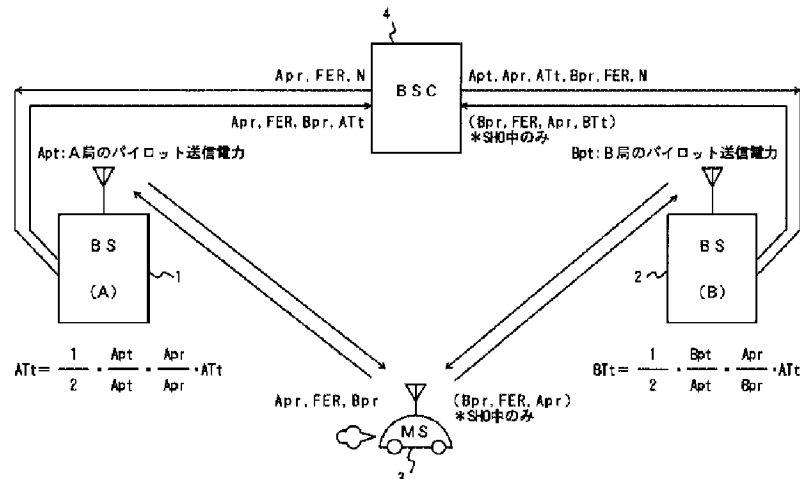 4
BSC
Apr, FER, N
Apt, Apr, ATt, Bpr, FER, N
Apr, FER, Bpr, ATt
(Bpr, FER, Apr, BTt)
*SHO中のみ
Apt:A局のパイロット送信電力
Bpt:B局のパイロット送信電力
BS
(A)
1
2
BS
(B)
ATt= 1/2 · Apt/Apt · Apr/Apr · ATt
BTt= 1/2 · Bpt/Apt · Apr/Bpr · ATt
Apr, FER, Bpr
(Bpr, FER, Apr)
*SHO中のみ
MS
3